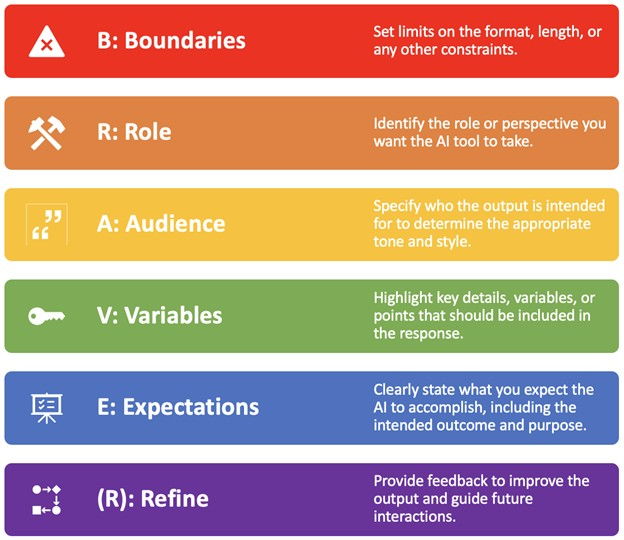 B: Boundaries
Set limits on the format, length, or
any other constraints.
R: Role
Identify the role or perspective you
want the AI tool to take.
A: Audience
Specify who the output is intended
for to determine the appropriate
tone and style.
V: Variables
Highlight key details, variables, or
points that should be included in
the response.
E: Expectations
Clearly state what you expect the
AI to accomplish, including the
intended outcome and purpose.
(R): Refine
Provide feedback to improve the
output and guide future
interactions.